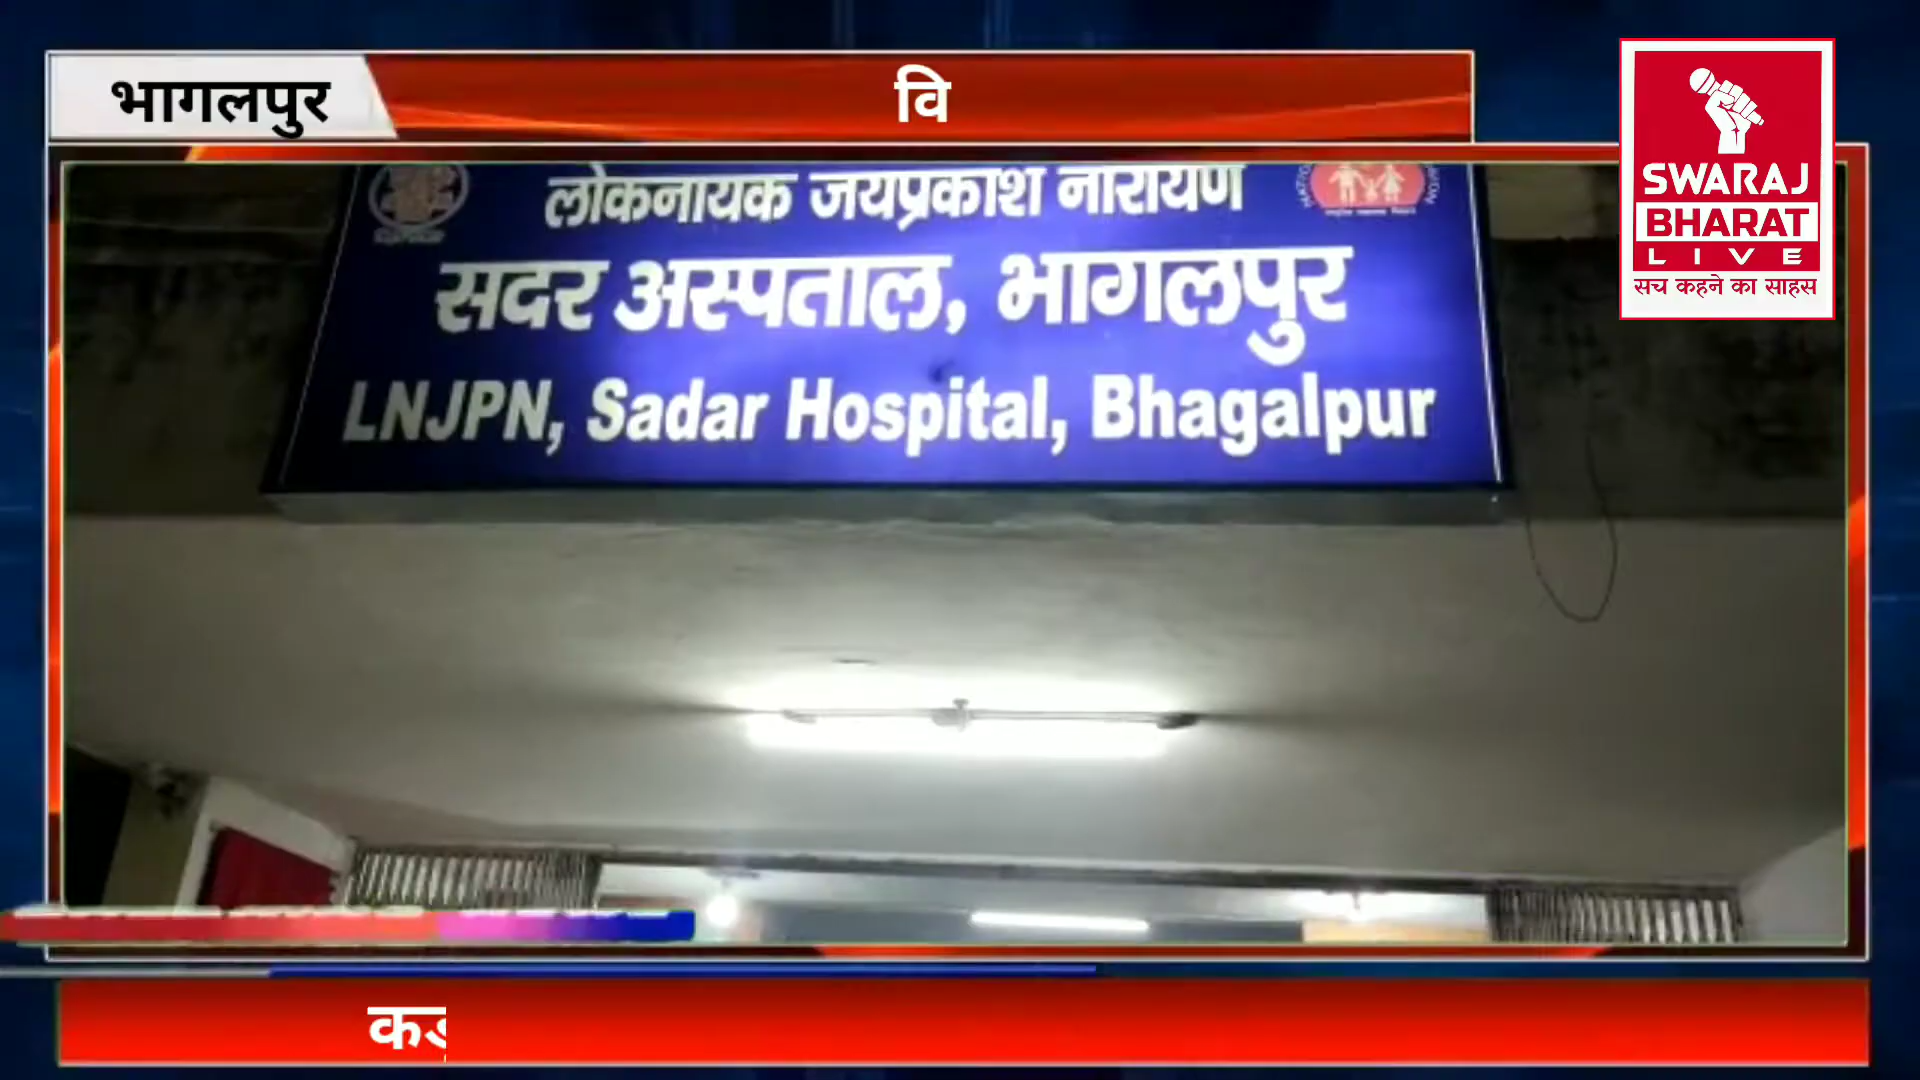 भागलपुर
वि
लोकनायक जयप्रकाश नारायण
सदर अस्पताल, भागलपुर
LNJPN, Sadar Hospital, Bhagalpur
SWARAJ
BHARAT
LIVE
सच कहने का साहस